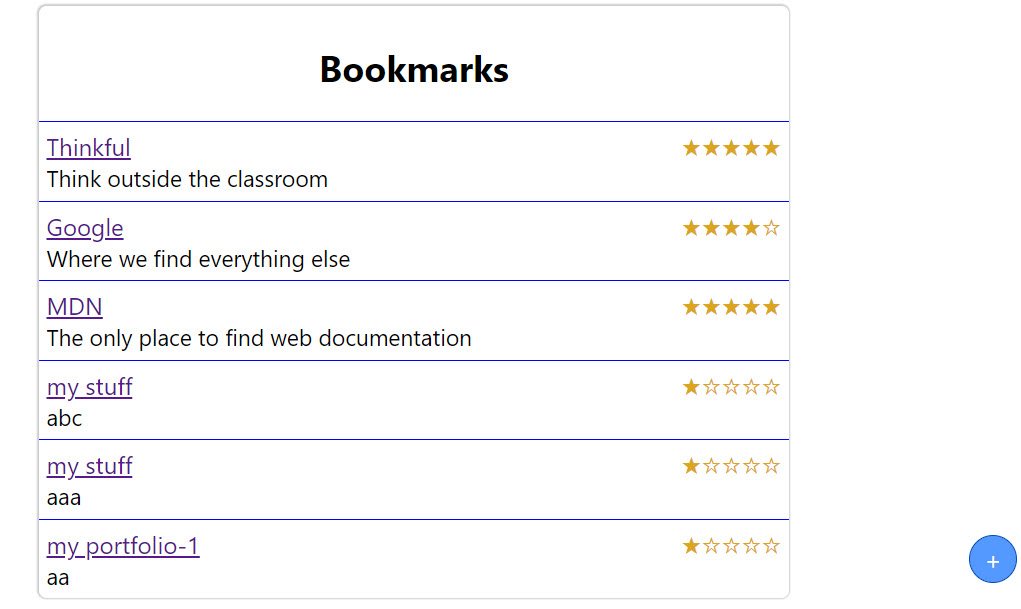 Bookmarks
Thinkful ★★★★★
Think outside the classroom
Google ★★★★☆
Where we find everything else
MDN ★★★★★
The only place to find web documentation
my stuff ★☆☆☆☆
abc
my stuff ★☆☆☆☆
aaa
my portfolio-1 ★☆☆☆☆
aa
+